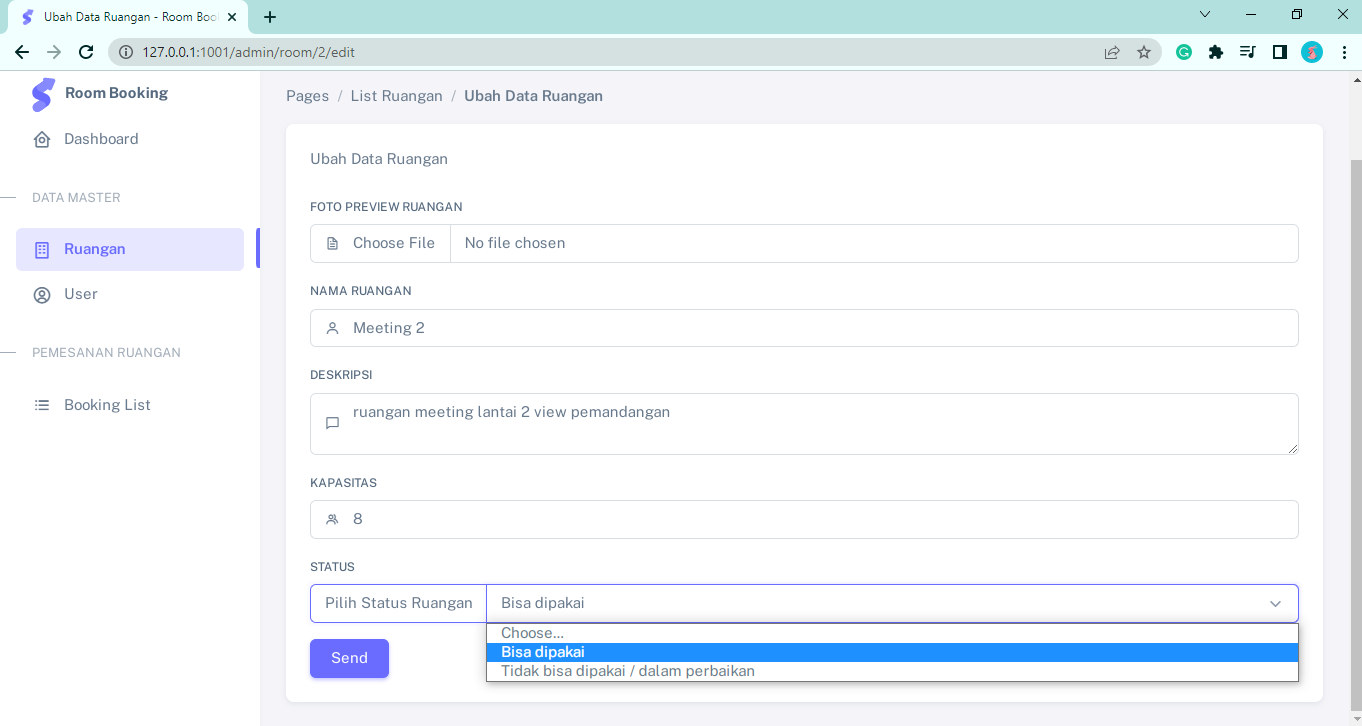 Ubah Data Ruangan - Room Boo
127.0.0.1:1001/admin/room/2/edit
Room Booking
Dashboard
DATA MASTER
Ruangan
User
PEMESANAN RUANGAN
Booking List
Pages / List Ruangan / Ubah Data Ruangan
Ubah Data Ruangan
FOTO PREVIEW RUANGAN
Choose File No file chosen
NAMA RUANGAN
Meeting 2
DESKRIPSI
ruangan meeting lantai 2 view pemandangan
KAPASITAS
8
STATUS
Pilih Status Ruangan Bisa dipakai
Choose...
Bisa dipakai
Tidak bisa dipakai / dalam perbaikan
Send